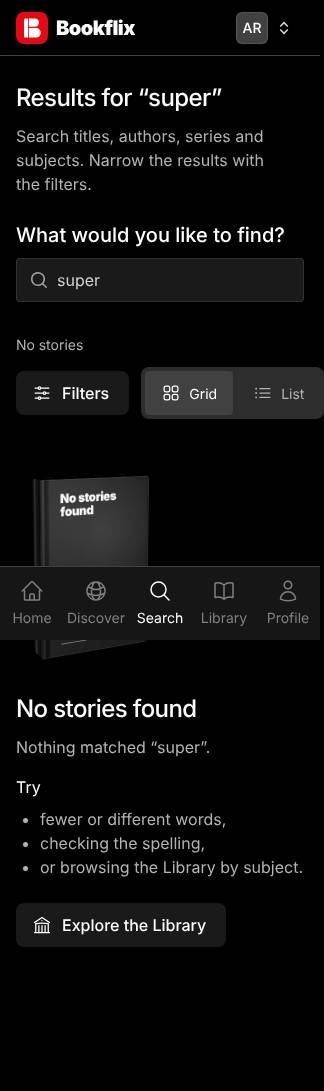 Bookflix
AR
Results for “super”
Search titles, authors, series and
subjects. Narrow the results with
the filters.
What would you like to find?
super
No stories
Filters
Grid
List
No stories
found
Home
Discover
Search
Library
Profile
No stories found
Nothing matched “super”.
Try
• fewer or different words,
• checking the spelling,
• or browsing the Library by subject.
Explore the Library